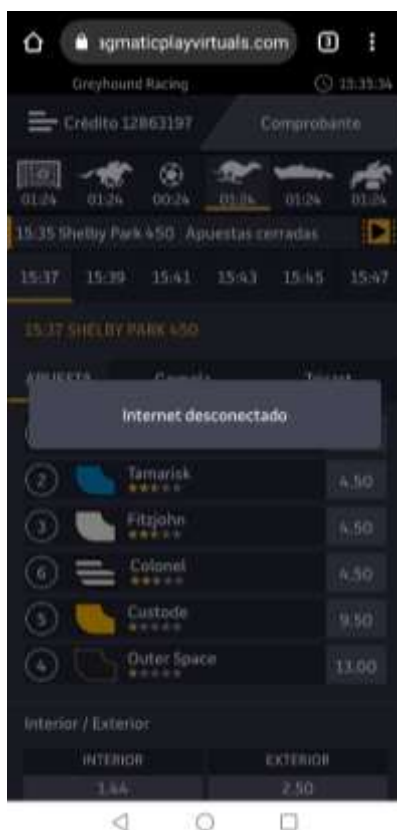 ıgmaticplayvirtuals.com 3
Greyhound Racing 15:35:34
Crédito 12863197 Comprobante
01:24 01:24 00:24 01:24 01:24 01:24
15:35 Shelby Park 450 Apuestas cerradas
15:37 15:39 15:41 15:43 15:45 15:47
15:37 SHELBY PARK 450
APUESTA
Internet desconectado
2 Tamarisk 4.50
3 Fitzjohn 4.50
6 Colonel 4.50
5 Custode 9.50
4 Outer Space 13.00
Interior / Exterior
INTERIOR EXTERIOR
1.44 2.50